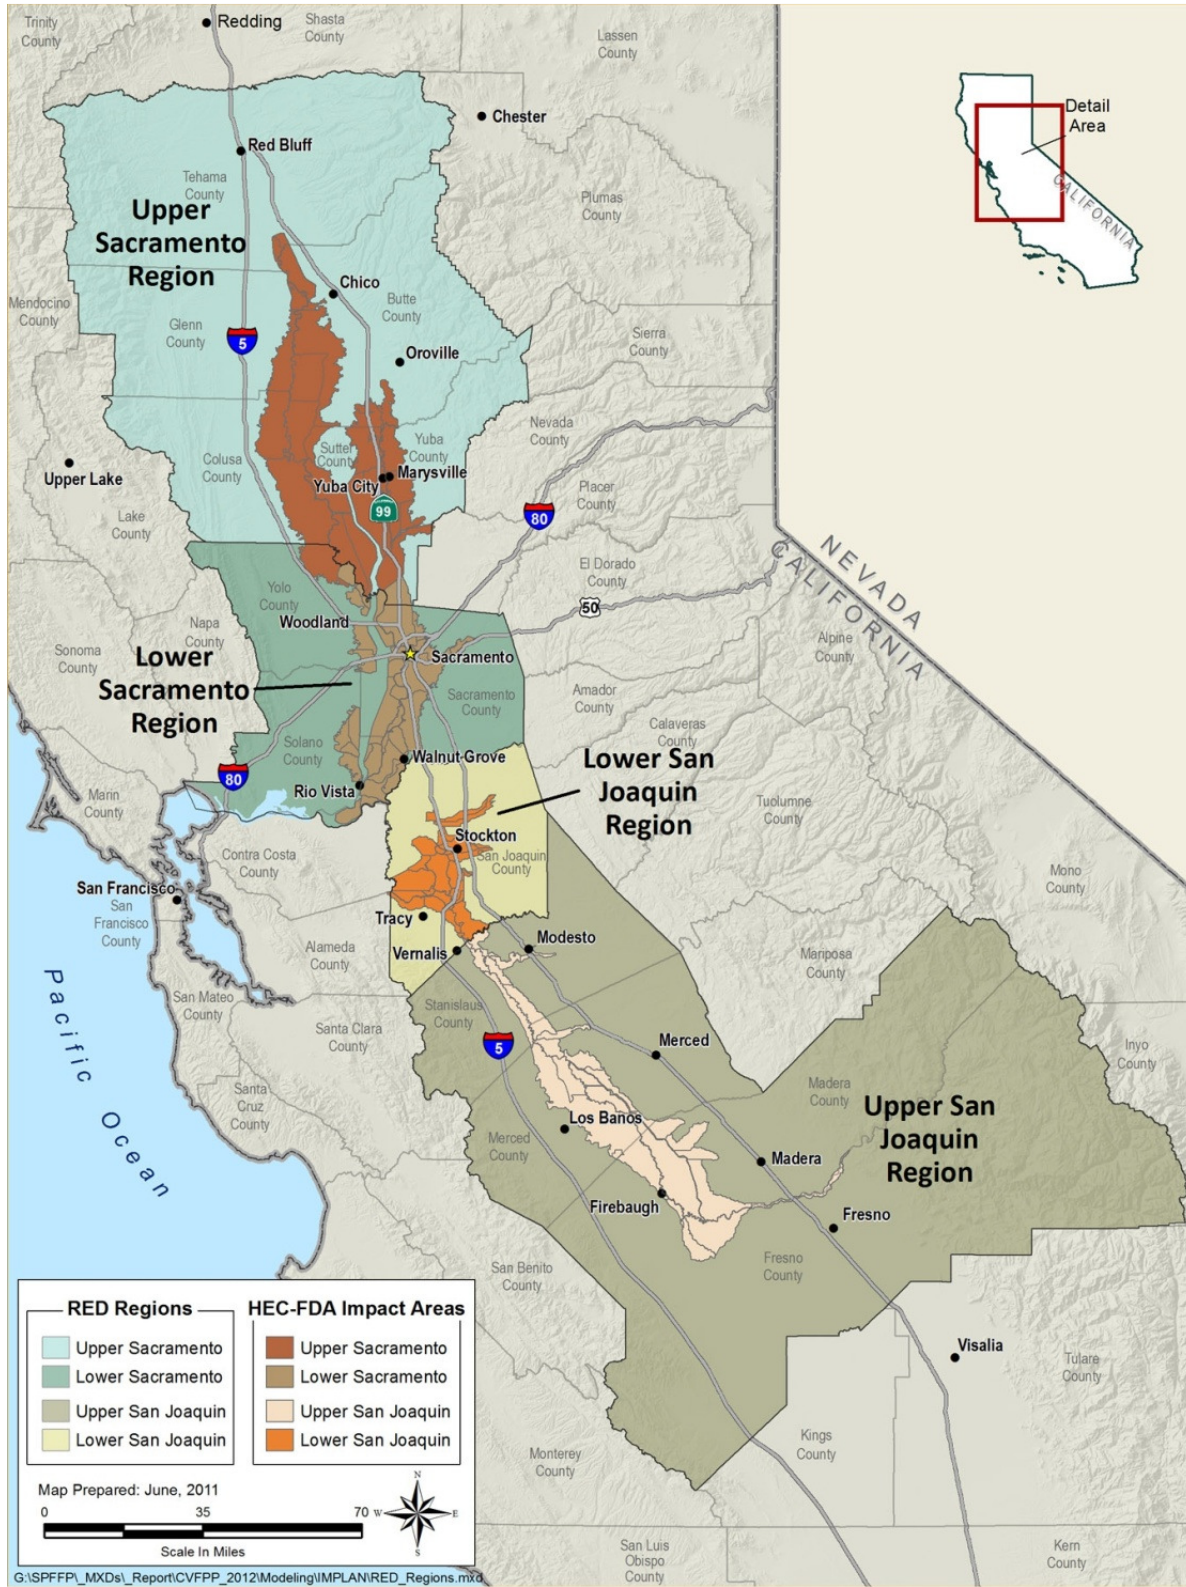 Trinity
County
Redding
Shasta
County
Lassen
County
Chester
Detail
Area
CALIFORNIA
Red Bluff
Tehama
County
Plumas
County
Upper
Sacramento
Region
Chico
Butte
County
Mendocino
County
Glenn
County
5
Oroville
Sierra
County
Nevada
County
Colusa
County
Sutter
County
Yuba
County
Upper Lake
Marysville
Yuba City
99
Placer
County
80
Lake
County
NEVADA
CALIFORNIA
El Dorado
County
Yolo
County
50
Woodland
Napa
County
Sonoma
County
Alpine
County
Lower
Sacramento
Region
Sacramento
Sacramento
County
Amador
County
Calaveras
County
Solano
County
Walnut Grove
Lower San
Joaquin
Region
80
Rio Vista
Marin
County
Tuolumne
County
Stockton
San Joaquin
County
Contra Costa
County
Mono
County
San Francisco
San
Francisco
County
Tracy
Modesto
Vernalis
Alameda
County
Mariposa
County
Pacific Ocean
San Mateo
County
Stanislaus
County
Santa Clara
County
5
Merced
Inyo
County
Santa
Cruz
County
Madera
County
Upper San
Joaquin
Region
Los Banos
Merced
County
Madera
Firebaugh
Fresno
Fresno
County
San Benito
County
RED Regions
HEC-FDA Impact Areas
Upper Sacramento
Upper Sacramento
Lower Sacramento
Lower Sacramento
Upper San Joaquin
Upper San Joaquin
Lower San Joaquin
Lower San Joaquin
Visalia
Tulare
County
Kings
County
Monterey
County
Map Prepared: June, 2011
0 35 70
Scale In Miles
N
W E
S
San Luis
Obispo
County
Kern
County
G:\SPFFP\_MXDs\_Report\CVFPP_2012\Modeling\IMPLAN\RED_Regions.mxd